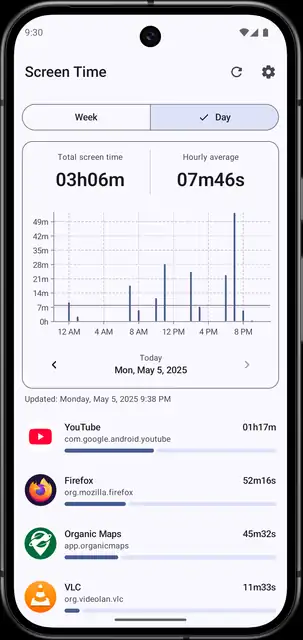 9:30
Screen Time
Week
Day
Total screen time
Hourly average
03h06m
07m46s
49m
42m
35m
28m
21m
14m
7m
0h
12 AM
4 AM
8 AM
12 PM
4 PM
8 PM
Today
Mon, May 5, 2025
Updated: Monday, May 5, 2025 9:38 PM
YouTube
01h17m
com.google.android.youtube
Firefox
52m16s
org.mozilla.firefox
Organic Maps
45m32s
app.organicmaps
VLC
11m33s
org.videolan.vlc